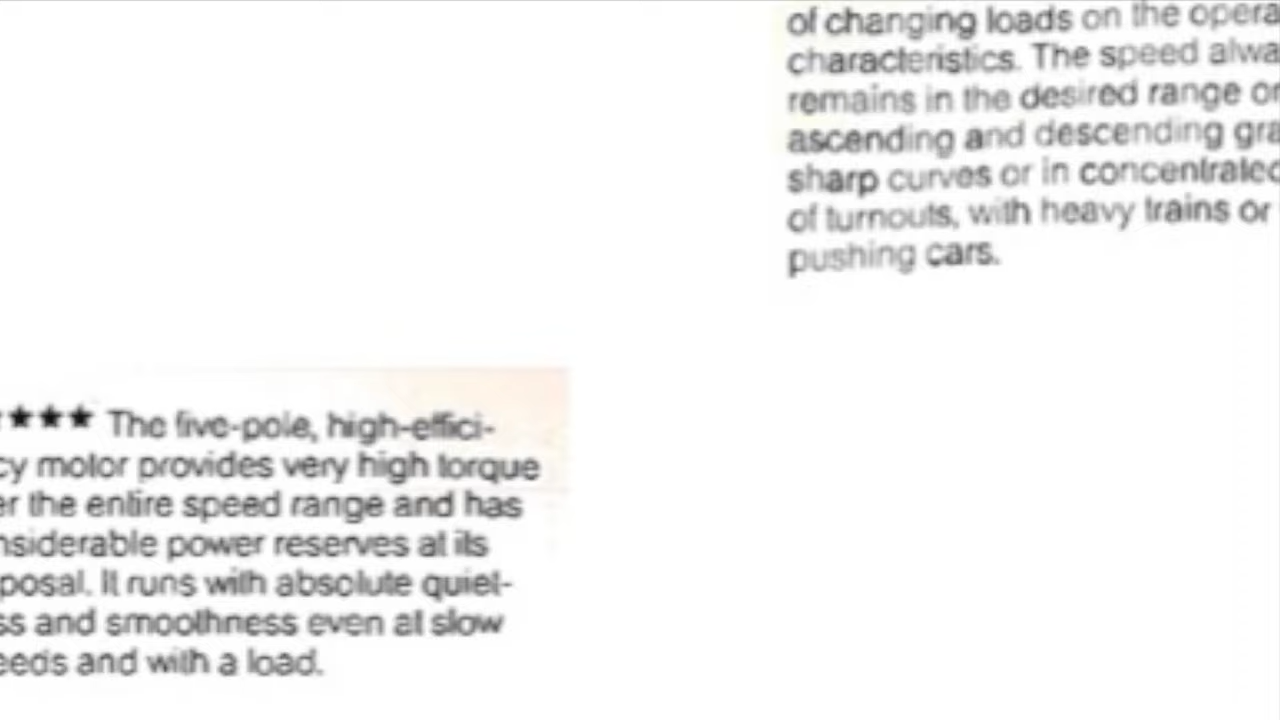 of changing loads on the opera
characteristics. The speed alwa
remains in the desired range or
ascending and descending gra
sharp curves or in concentrated
of turnouts, with heavy trains or
pushing cars.
**** The five-pole, high-effici-
cy motor provides very high torque
er the entire speed range and has
nsiderable power reserves at its
posal. It runs with absolute quiet-
ss and smoothness even at slow
eeds and with a load.